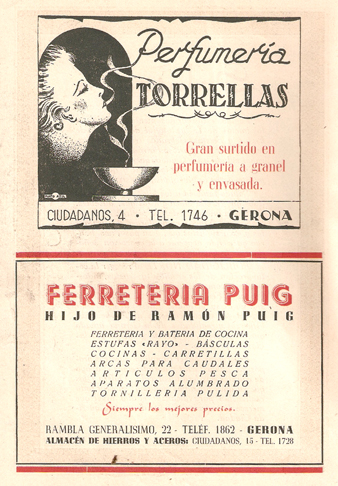 Perfumería
TORRELLAS
Gran surtido en
perfumeria a granel
y envasada.
CIUDADANOS, 4 • TEL. 1746 • GERONA
FERRETERIA PUIG
HIJO DE RAMÓN PUIG
FERRETERIA Y BATERIA DE COCINA
ESTUFAS «RAYO» - BÁSCULAS
COCINAS - CARRETILLAS
ARCAS PARA CAUDALES
ARTICULOS PESCA
APARATOS ALUMBRADO
TORNILLERIA PULIDA
Siempre los mejores precios.
RAMBLA GENERALISIMO, 22 - TELÉF. 1862 - GERONA
ALMACÉN DE HIERROS Y ACEROS: CIUDADANOS, 15 - TEL. 1728